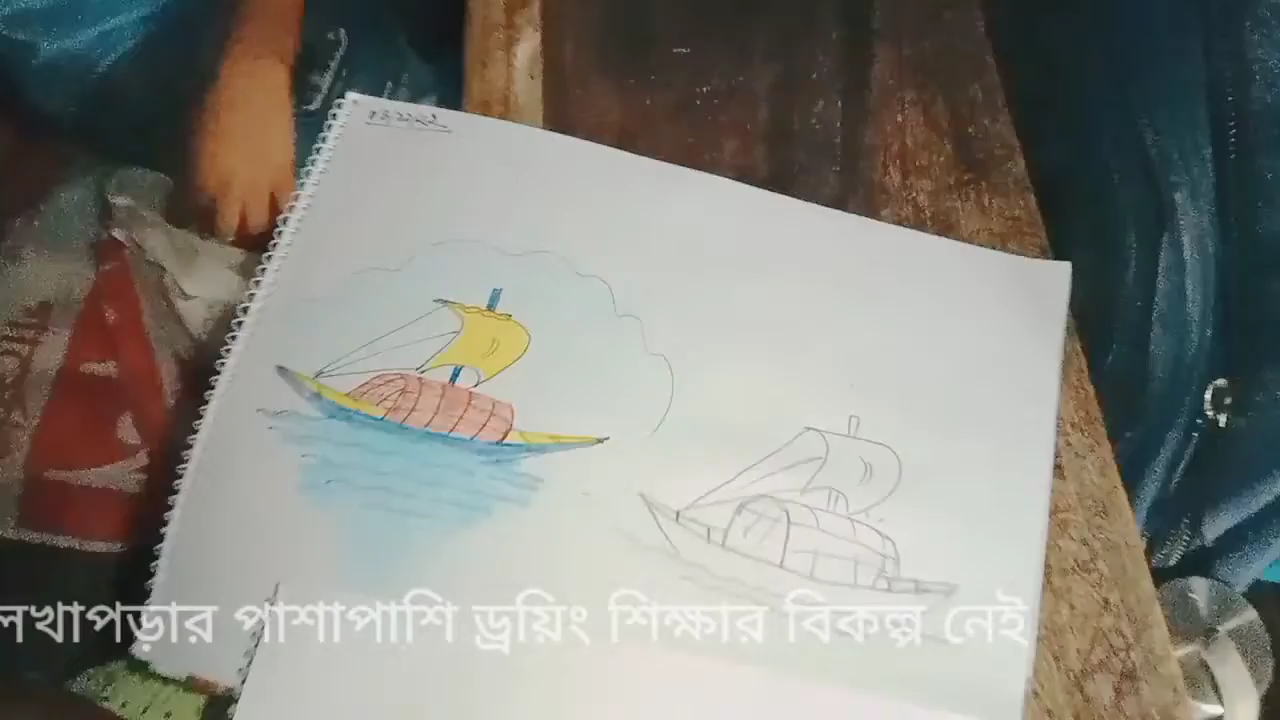 লেখাপড়ার পাশাপাশি ড্রয়িং শিক্ষার বিকল্প নেই